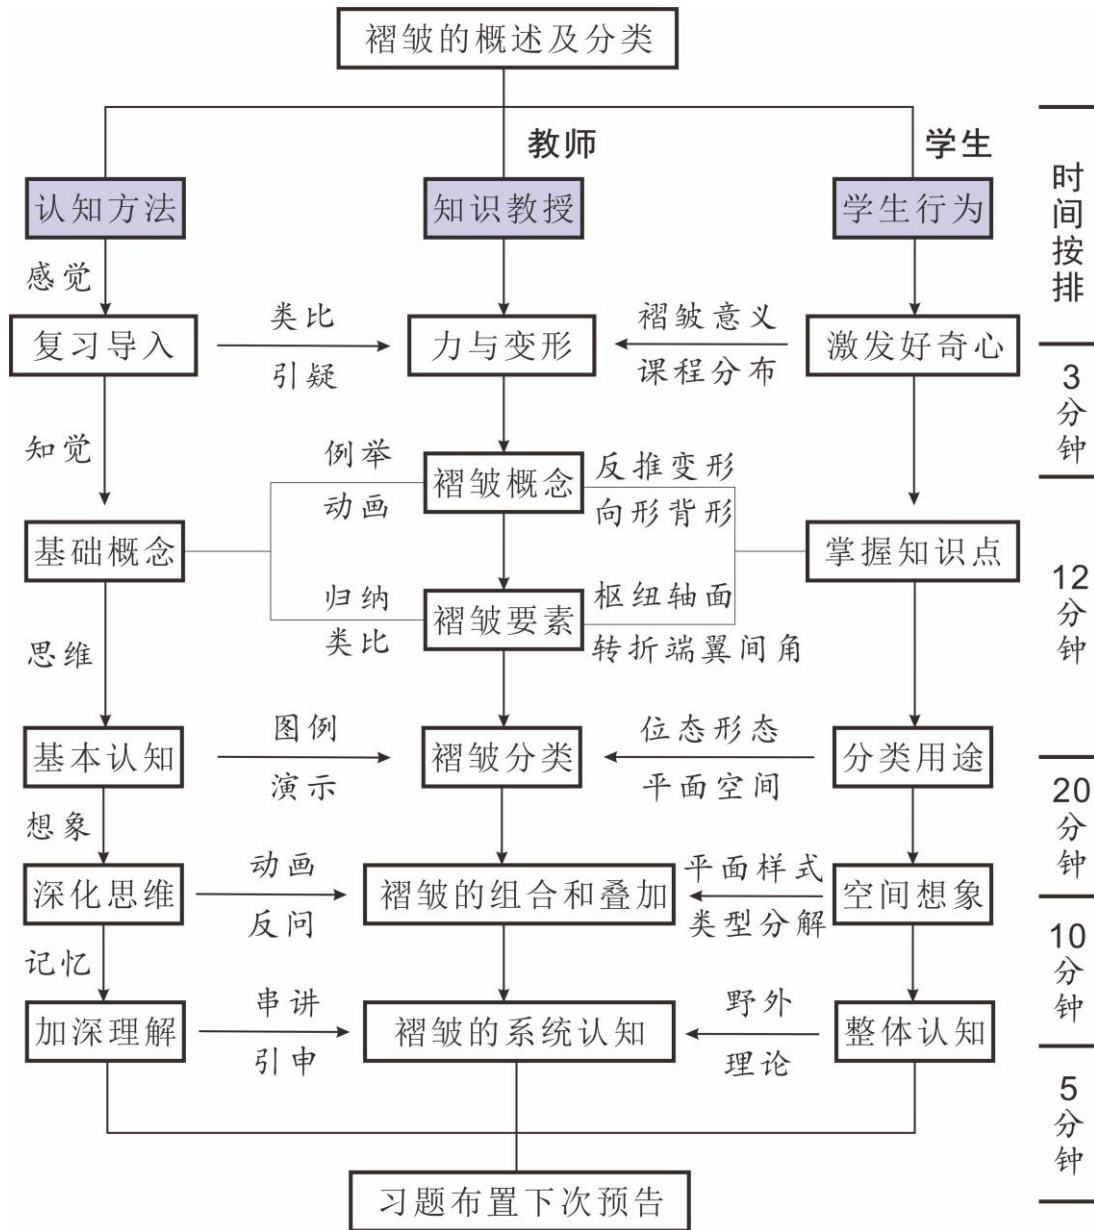 褶皱的概述及分类
教师
学生
认知方法
知识教授
学生行为
时间按排
感觉
复习导入
类比
引疑
力与变形
褶皱意义
课程分布
激发好奇心
3分钟
知觉
例举
动画
褶皱概念
反推变形
向形背形
基础概念
掌握知识点
12分钟
归纳
类比
褶皱要素
枢纽轴面
转折端翼间角
思维
基本认知
图例
演示
褶皱分类
位态形态
平面空间
分类用途
20分钟
想象
深化思维
动画
反问
褶皱的组合和叠加
平面样式
类型分解
空间想象
10分钟
记忆
加深理解
串讲
引申
褶皱的系统认知
野外
理论
整体认知
5分钟
习题布置下次预告